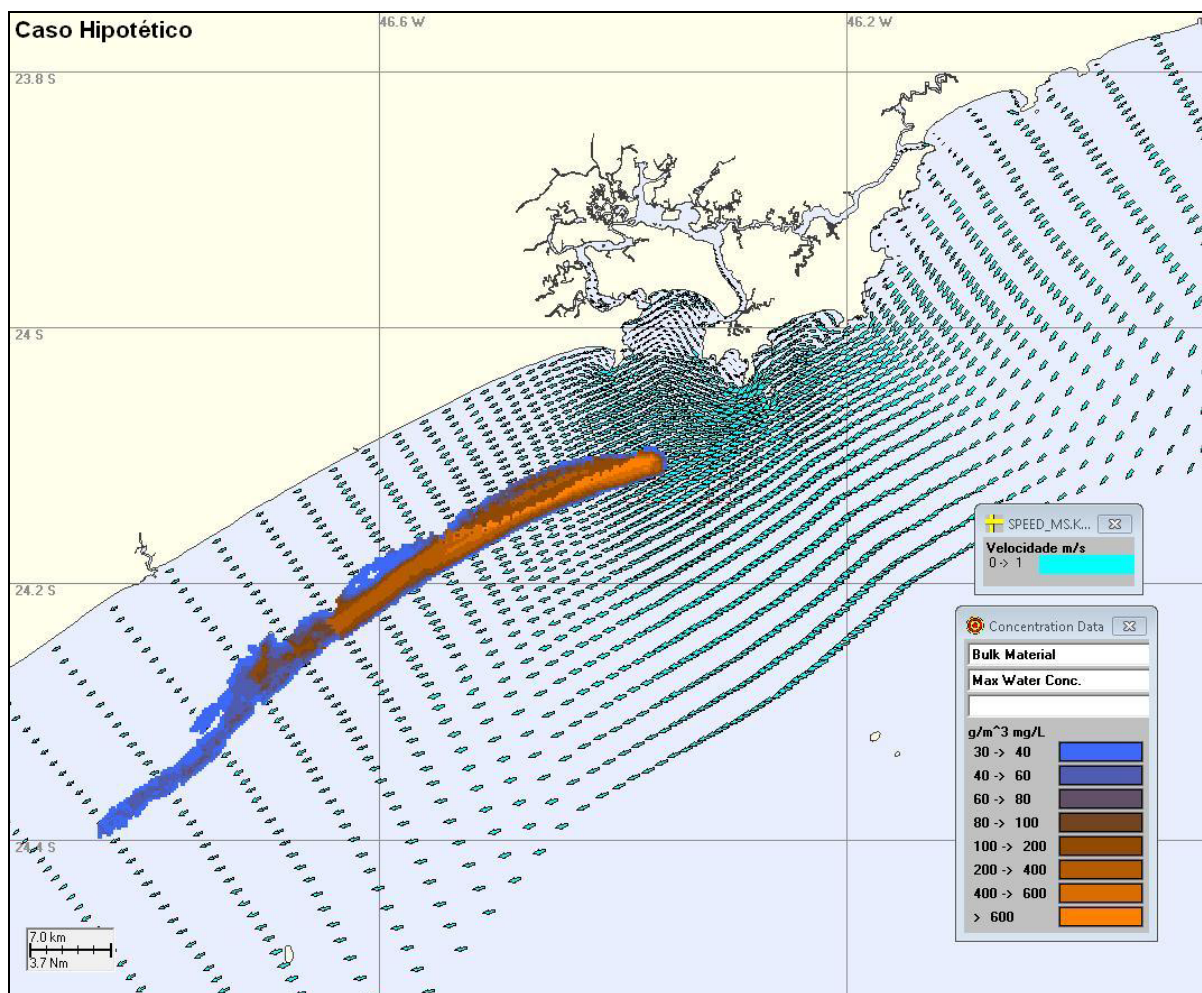 Caso Hipotético
46.6 W
46.2 W
23.8 S
24 S
24.2 S
24.4 S
SPEED_MS.K...
Velocidade m/s
0 -> 1
Concentration Data
Bulk Material
Max Water Conc.
g/m^3 mg/L
30 -> 40
40 -> 60
60 -> 80
80 -> 100
100 -> 200
200 -> 400
400 -> 600
> 600
7.0 km
3.7 Nm